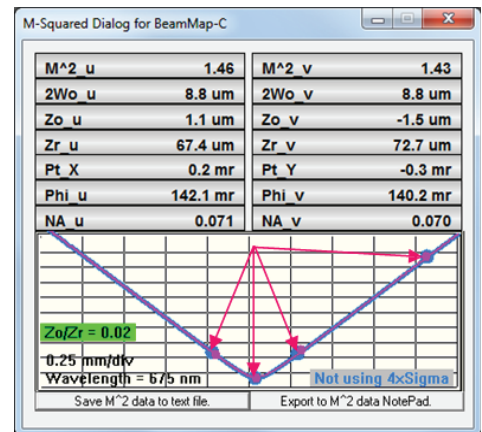 M-Squared Dialog for BeamMap-C
M^2_u 1.46 M^2_v 1.43
2Wo_u 8.8 um 2Wo_v 8.8 um
Zo_u 1.1 um Zo_v -1.5 um
Zr_u 67.4 um Zr_v 72.7 um
Pt_X 0.2 mr Pt_Y -0.3 mr
Phi_u 142.1 mr Phi_v 140.2 mr
NA_u 0.071 NA_v 0.070
Zo/Zr = 0.02
0.25 mm/div
Wavelength = 675 nm Not using 4xSigma
Save M^2 data to text file. Export to M^2 data NotePad.